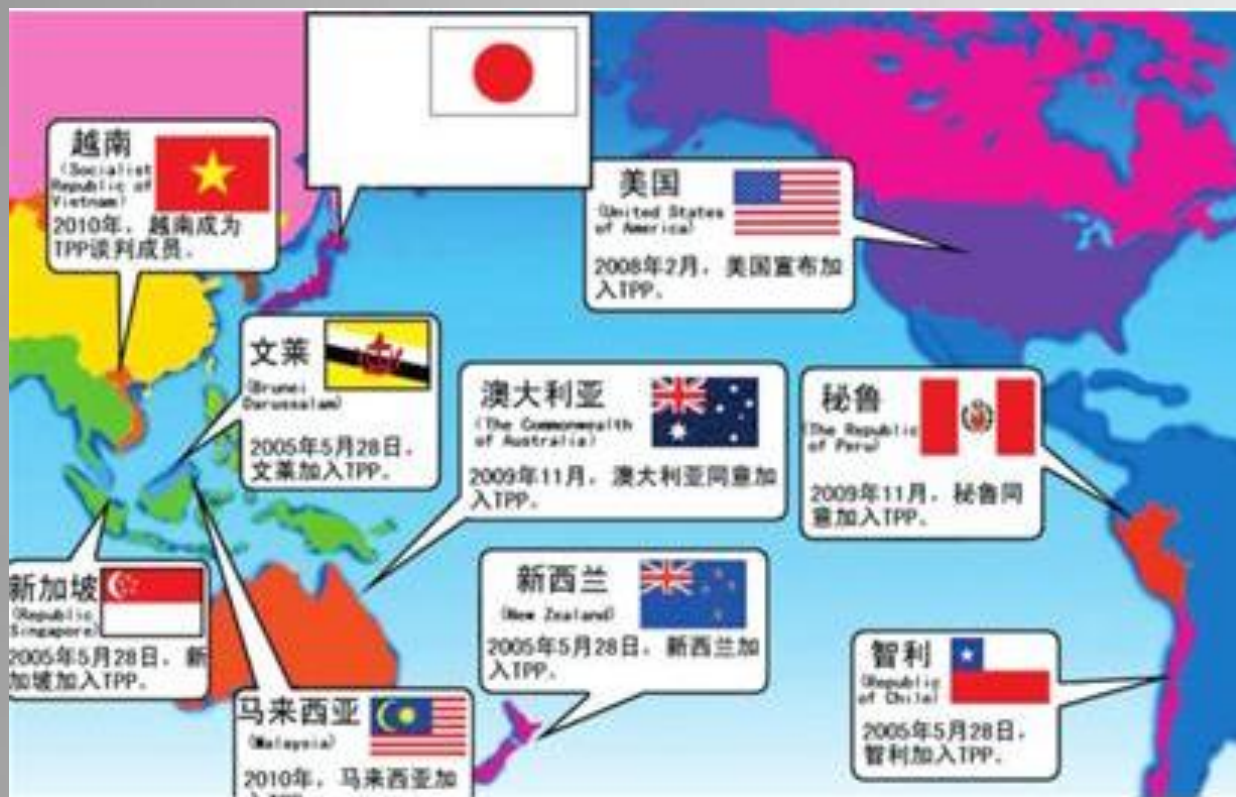 越南
(Socialist
Republic of
Vietnam)
2010年，越南成为
TPP谈判成员．
美国
(United States
of America)
2008年2月，美国宣布加
入TPP．
文莱
(Brunei
Darussalam)
2005年5月28日，
文莱加入TPP．
澳大利亚
(The Commonwealth
of Australia)
2009年11月，澳大利亚同意加
入TPP．
秘鲁
(The Republic
of Peru)
2009年11月，秘鲁同
意加入TPP．
新加坡
(Republic
Singapore)
2005年5月28日，新
加坡加入TPP．
新西兰
(New Zealand)
2005年5月28日，新西兰加
入TPP．
马来西亚
(Malaysia)
2010年，马来西亚加
智利
(Republic
of Chile)
2005年5月28日，
智利加入TPP．